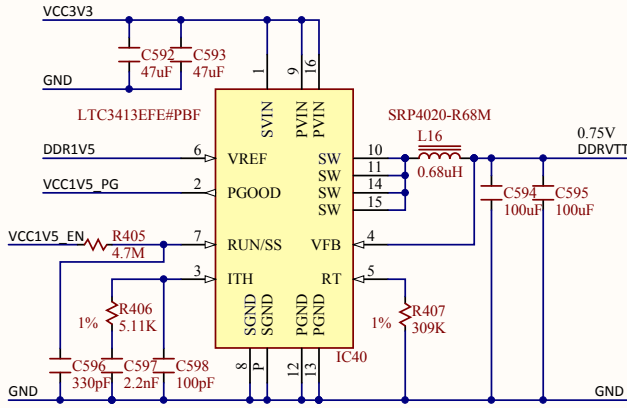 VCC3V3
C592
47uF
C593
47uF
GND
1
9
16
LTC3413EFE#PBF
SVIN
PVIN
PVIN
SRP4020-R68M
L16
0.68uH
0.75V
DDRVTT
DDR1V5
6
VREF
SW
10
SW
11
SW
14
SW
15
VCC1V5_PG
2
PGOOD
C594
100uF
C595
100uF
VCC1V5_EN
R405
4.7M
7
RUN/SS
VFB
4
3
ITH
RT
5
R406
1%
5.11K
R407
1%
309K
SGND
SGND
PGND
PGND
IC40
8
P
12
13
C596
330pF
C597
2.2nF
C598
100pF
GND
GND